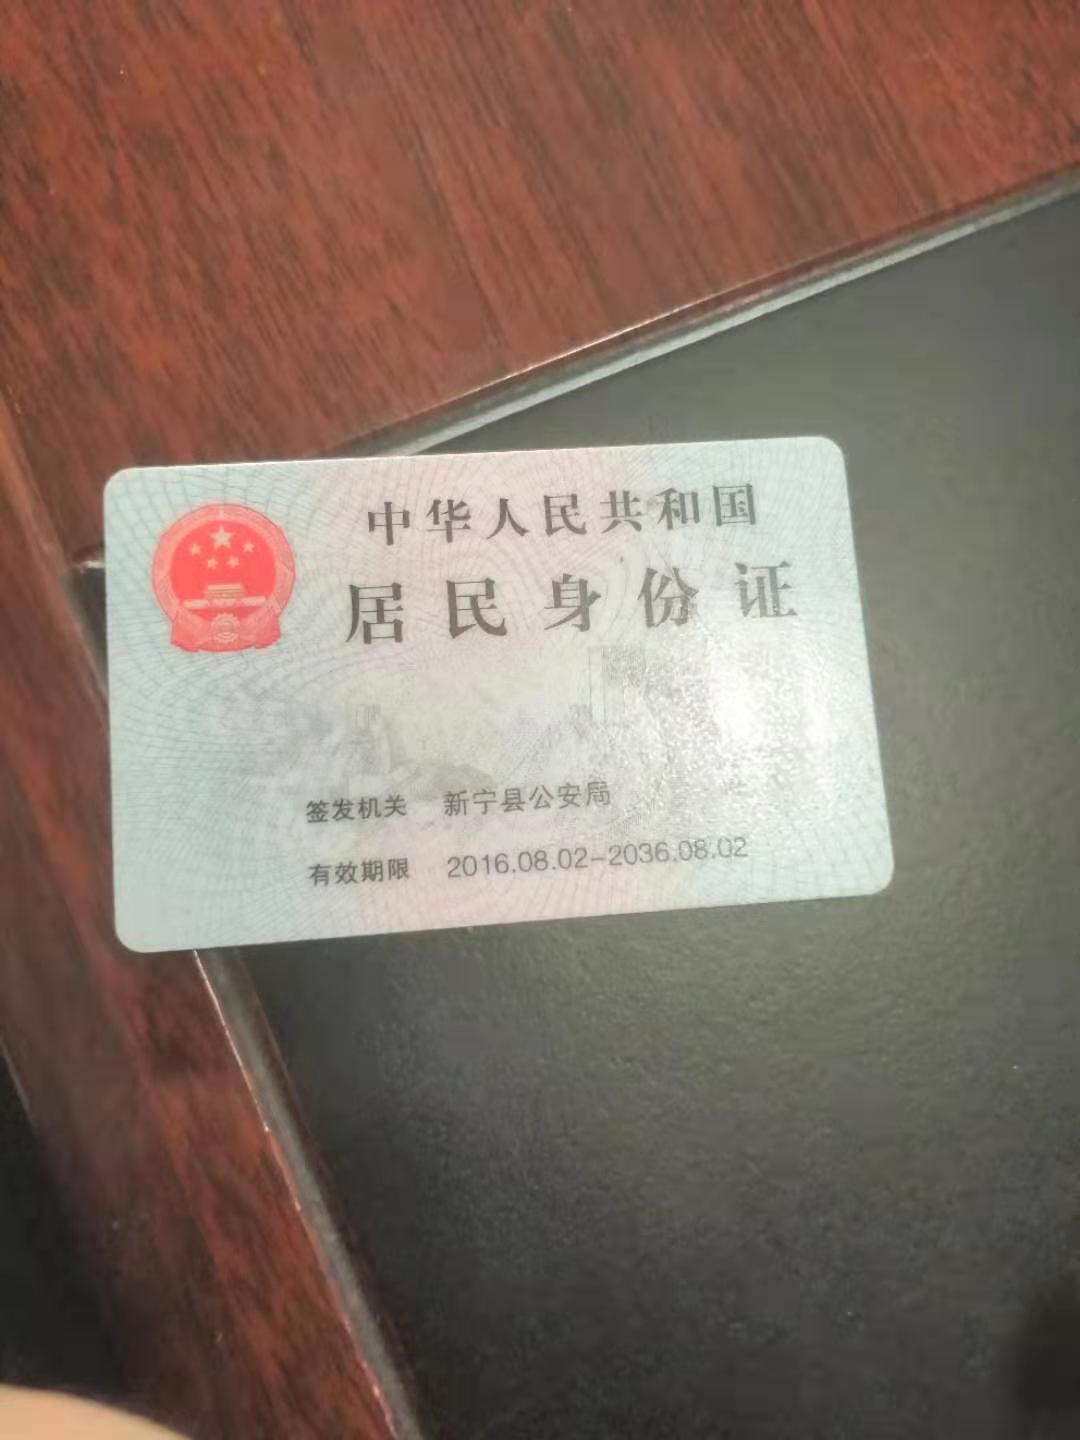 中华人民共和国
居民身份证
签发机关 新宁县公安局
有效期限 2016.08.02-2036.08.02